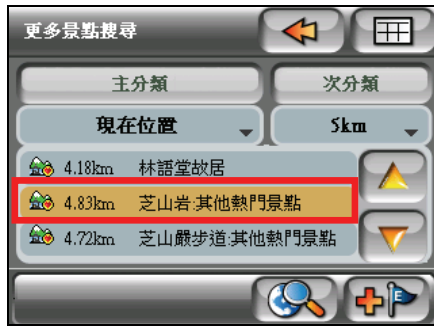 更多景點搜尋
主分類 次分類
現在位置 5km
4.18km 林語堂故居
4.83km 芝山岩:其他熱門景點
4.72km 芝山嚴步道:其他熱門景點